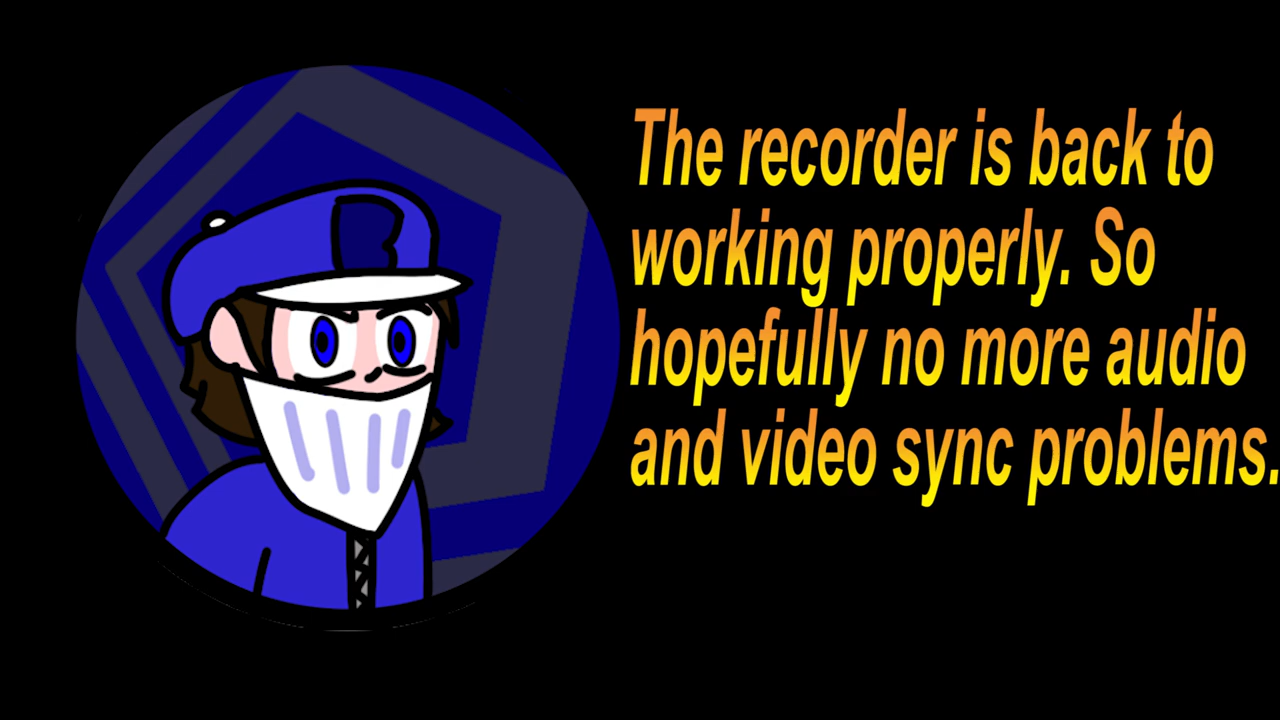 The recorder is back to
working properly. So
hopefully no more audio
and video sync problems.